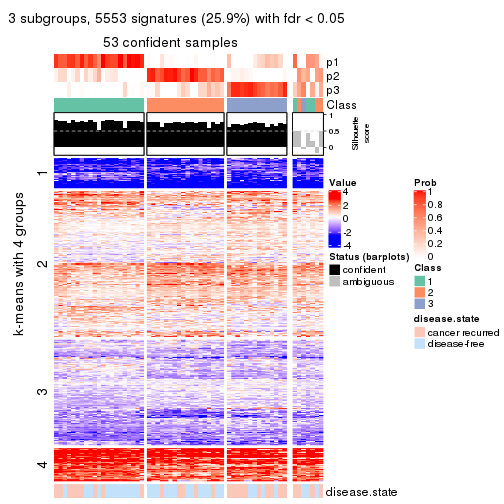 3 subgroups, 5553 signatures (25.9%) with fdr < 0.05
53 confident samples
p1
p2
p3
Class
1
0.5
0
Silhouette
score
k-means with 4 groups
1
2
3
4
disease.state
Value
4
2
0
-2
-4
Status (barplots)
confident
ambiguous
Prob
1
0.8
0.6
0.4
0.2
0
Class
1
2
3
disease.state
cancer recurred
disease-free